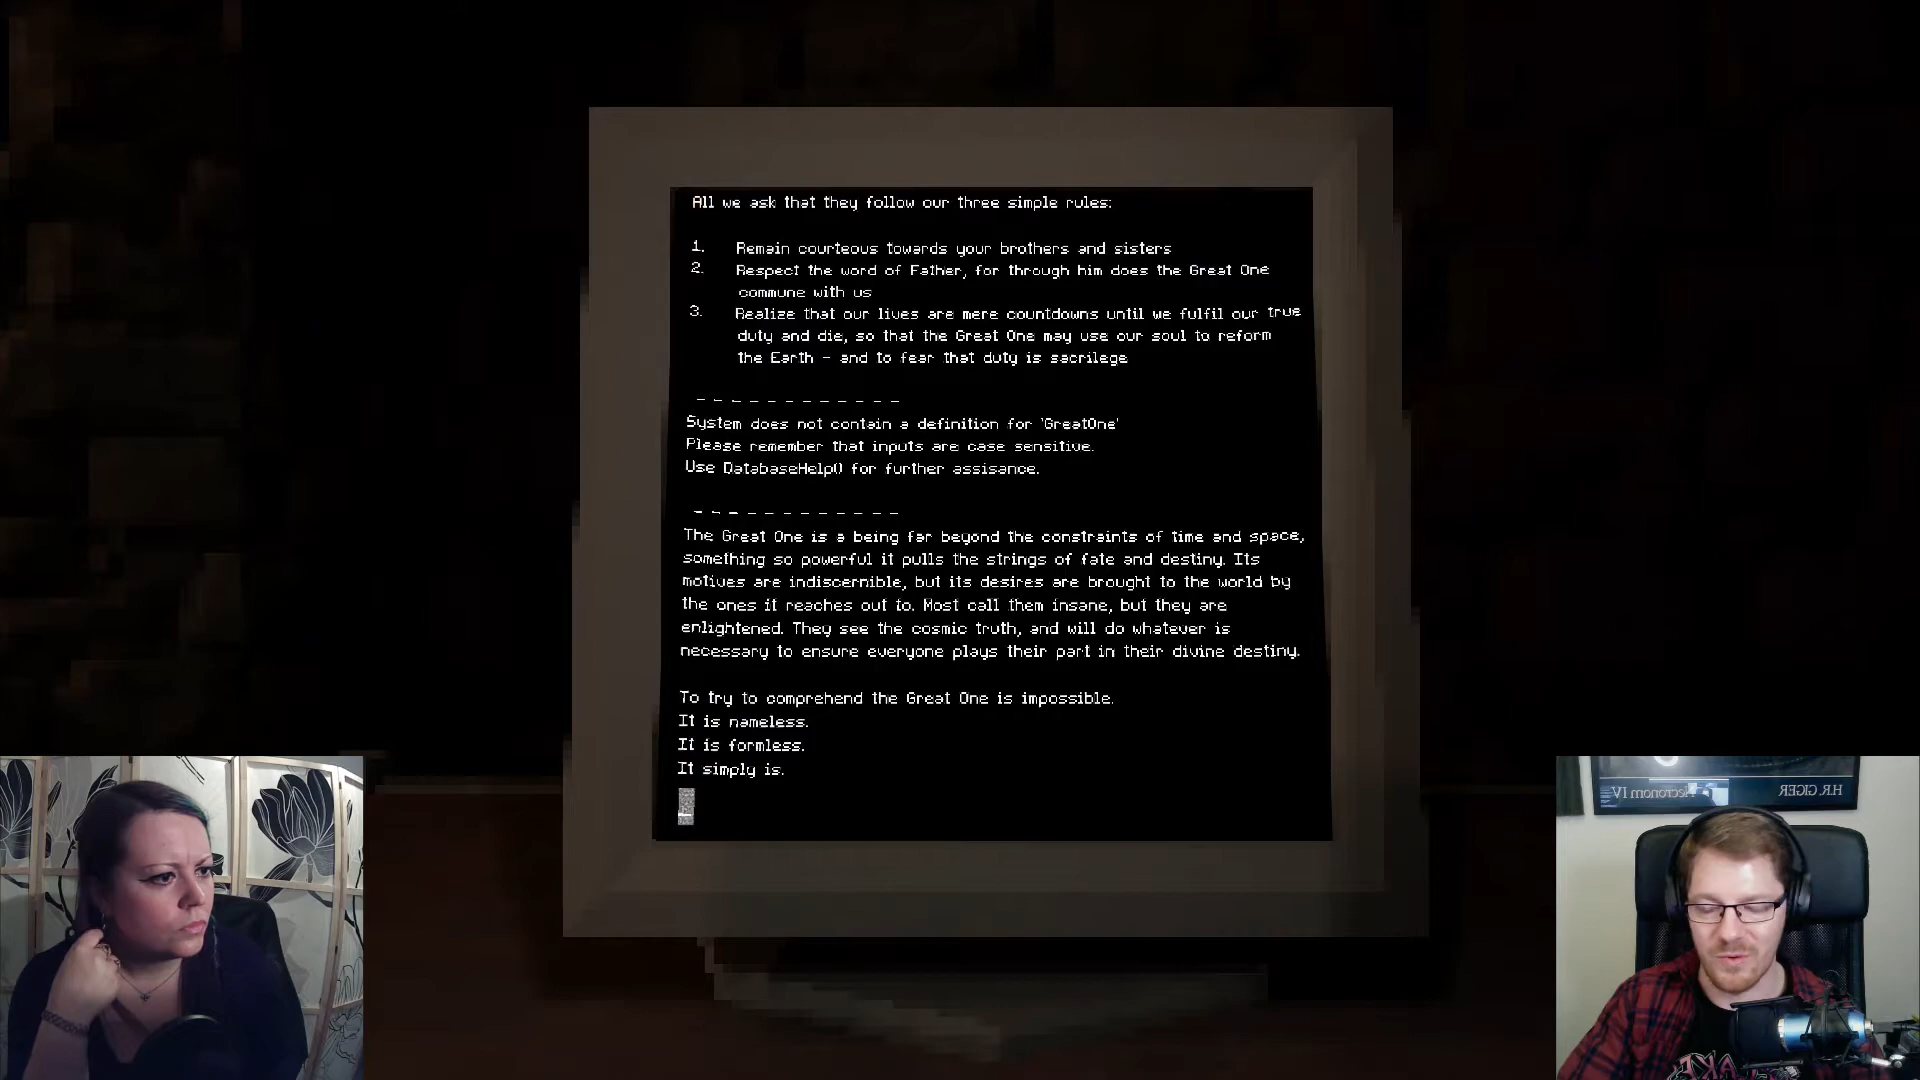 All we ask that they follow our three simple rules:
1. Remain courteous towards your brothers and sisters
2. Respect the word of Father, for through him does the Great One
commune with us
3. Realize that our lives are mere countdowns until we fulfil our true
duty and die, so that the Great One may use our soul to reform
the Earth - and to fear that duty is sacrilege
- - - - - - - - - - - -
System does not contain a definition for 'GreatOne'
Please remember that inputs are case sensitive.
Use DatabaseHelp() for further assisance.
- - - - - - - - - - - -
The Great One is a being far beyond the constraints of time and space,
something so powerful it pulls the strings of fate and destiny. Its
motives are indiscernible, but its desires are brought to the world by
the ones it reaches out to. Most call them insane, but they are
enlightened. They see the cosmic truth, and will do whatever is
necessary to ensure everyone plays their part in their divine destiny.
To try to comprehend the Great One is impossible.
It is nameless.
It is formless.
It simply is.
H.R. GIGER Necronom IV